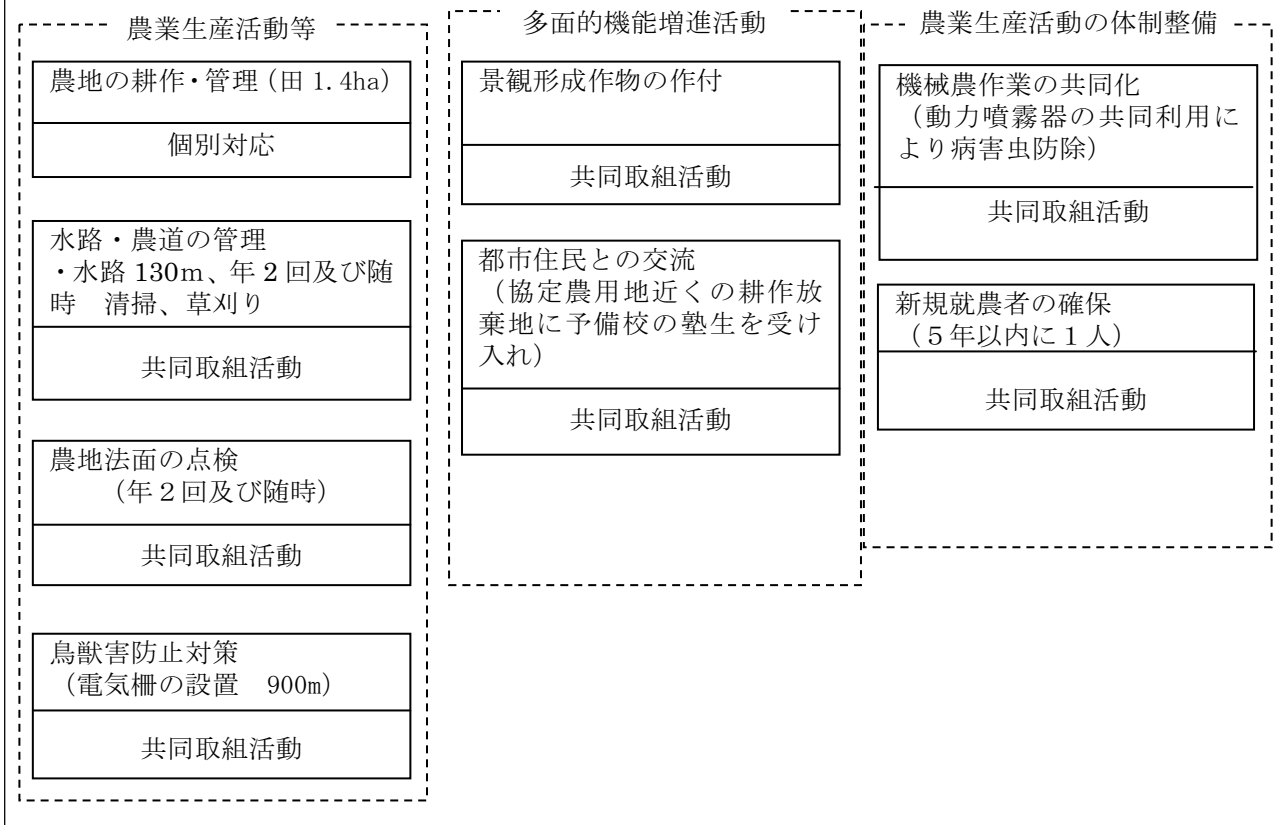 農業生産活動等
農地の耕作・管理（田 1.4ha）
個別対応
水路・農道の管理
・水路 130m、年 2 回及び随
時　清掃、草刈り
共同取組活動
農地法面の点検
（年２回及び随時）
共同取組活動
鳥獣害防止対策
（電気柵の設置　900m）
共同取組活動
多面的機能増進活動
景観形成作物の作付
共同取組活動
都市住民との交流
（協定農用地近くの耕作放
棄地に予備校の塾生を受け
入れ）
共同取組活動
農業生産活動の体制整備
機械農作業の共同化
（動力噴霧器の共同利用に
より病害虫防除）
共同取組活動
新規就農者の確保
（５年以内に１人）
共同取組活動